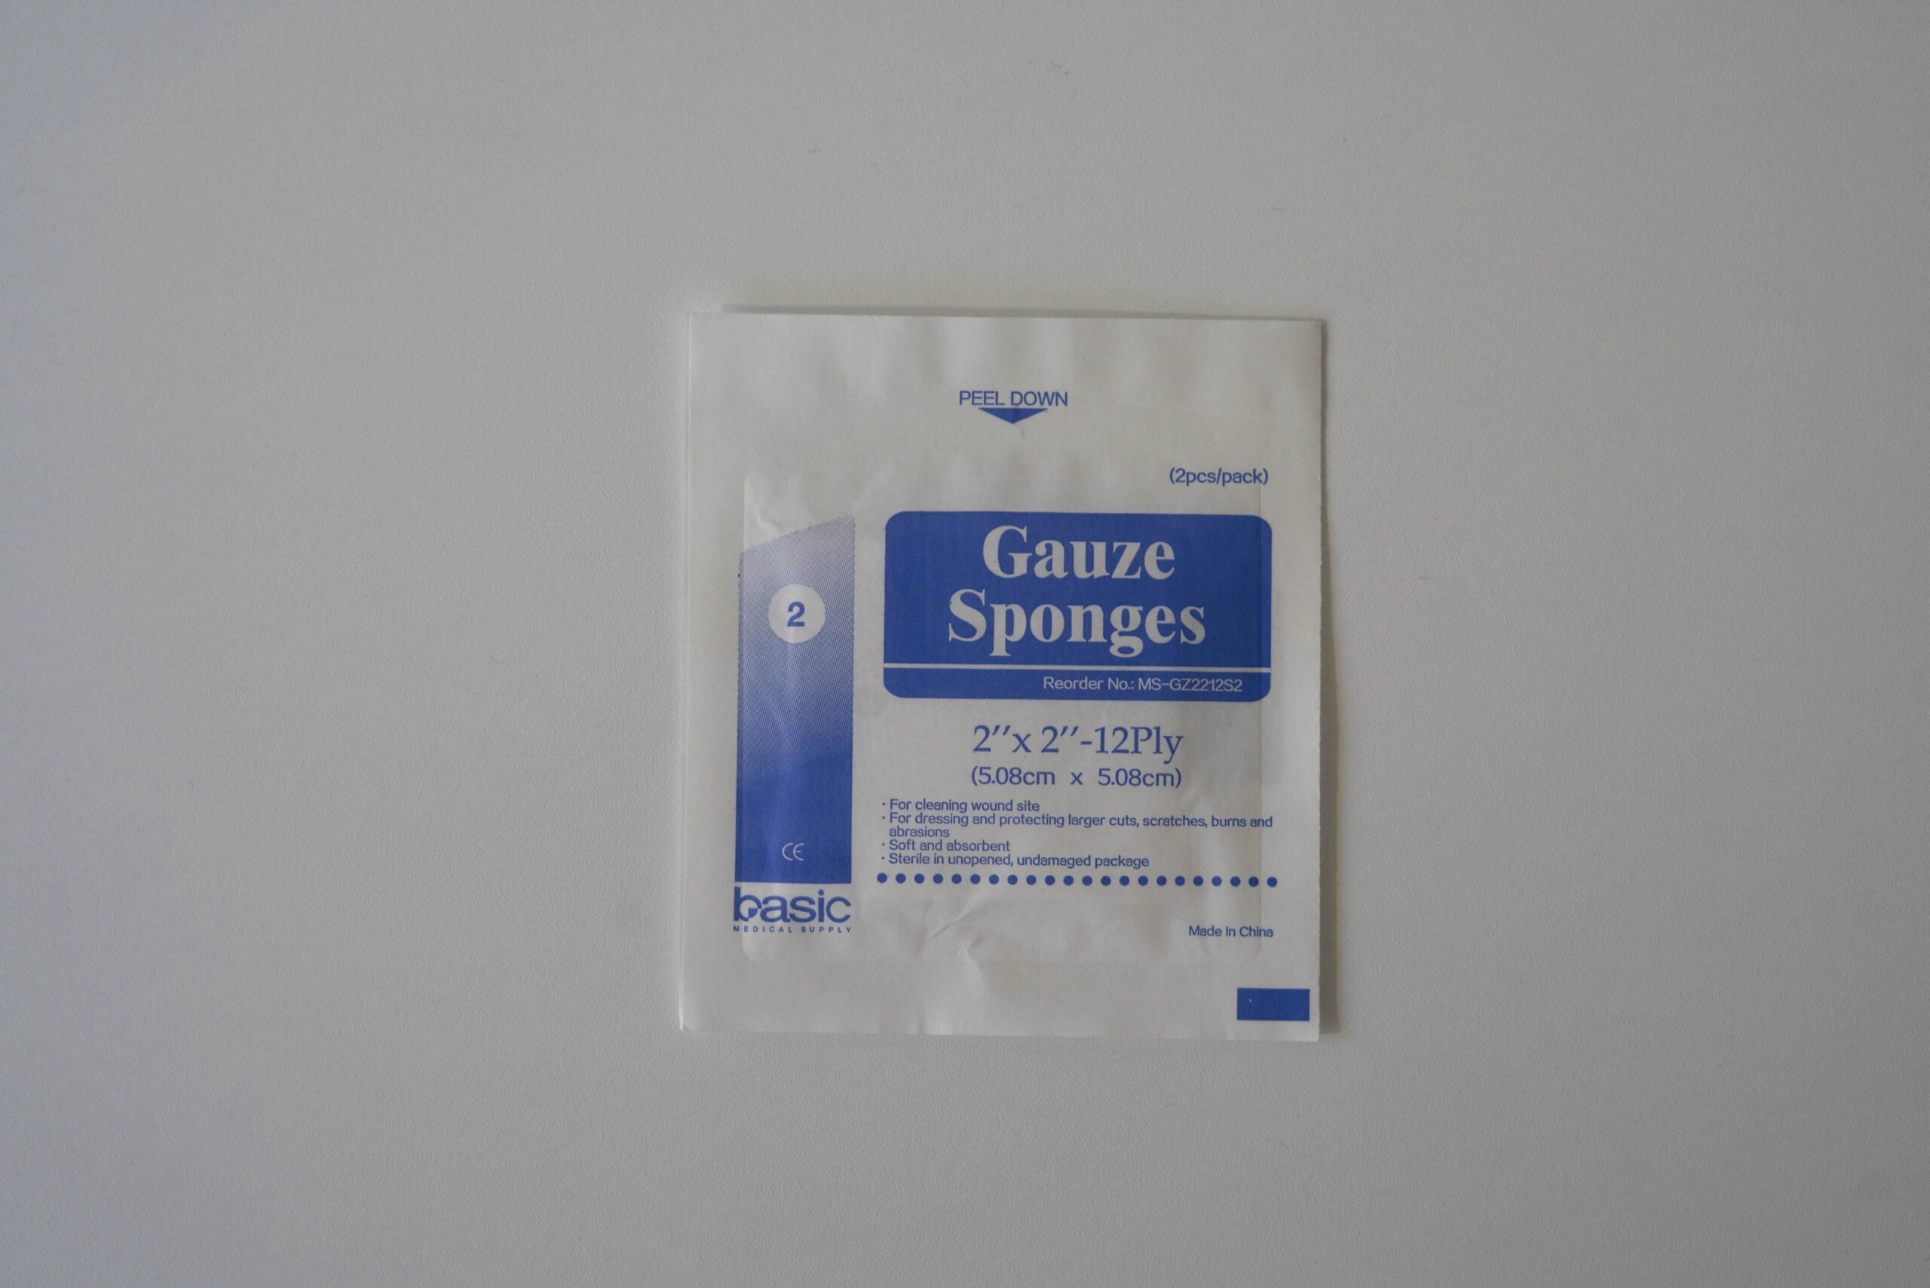 PEEL DOWN
(2pcs/pack)
Gauze
Sponges
Reorder No.: MS-GZ2212S2
2
2″x 2″-12Ply
(5.08cm x 5.08cm)
· For cleaning wound site
· For dressing and protecting larger cuts, scratches, burns and
abrasions
· Soft and absorbent
· Sterile in unopened, undamaged package
CE
basic
MEDICAL SUPPLY
Made In China